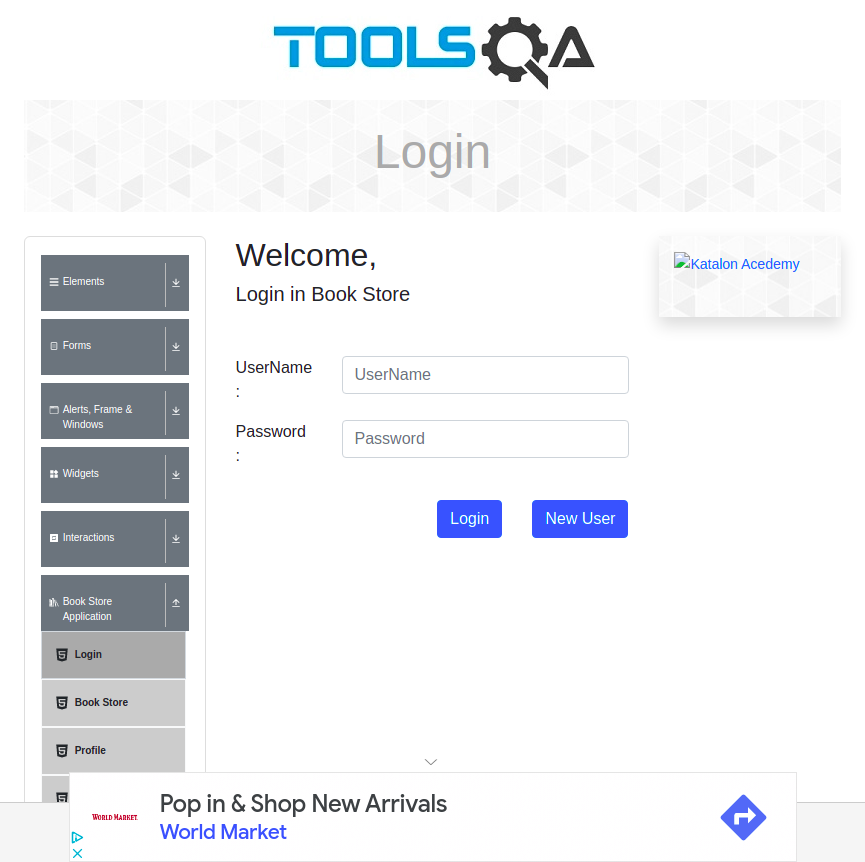 TOOLSQA
Login
Elements
Forms
Alerts, Frame &
Windows
Widgets
Interactions
Book Store
Application
Login
Book Store
Profile
Welcome,
Login in Book Store
UserName
:
UserName
Password
:
Password
Login
New User
Katalon Acedemy
WORLD MARKET.
Pop in & Shop New Arrivals
World Market